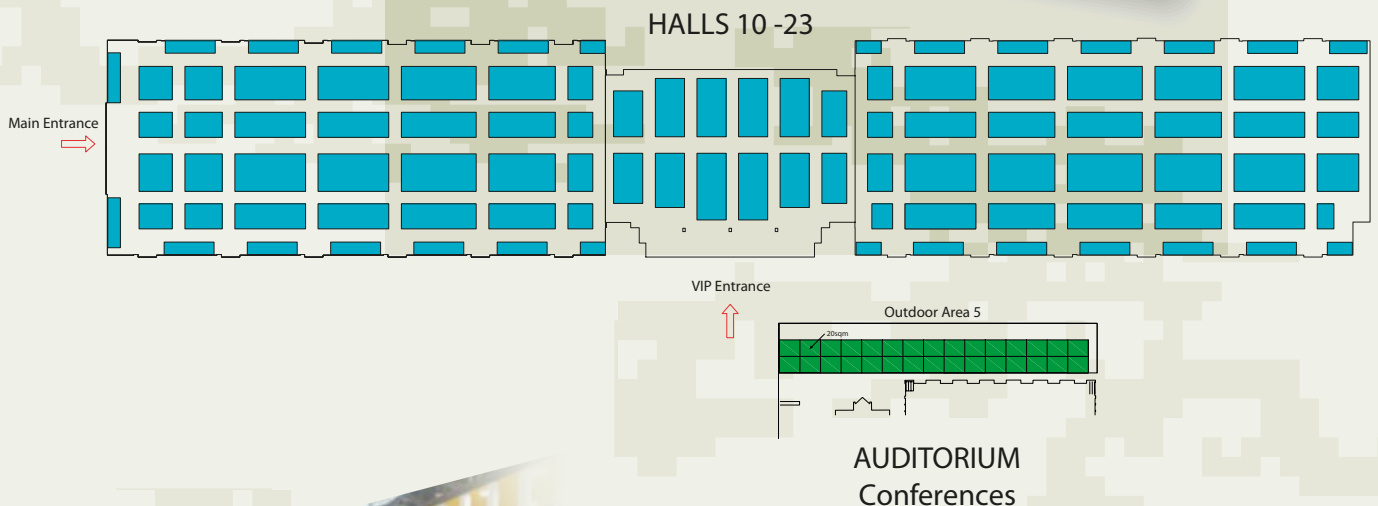 HALLS 10 -23
Main Entrance
VIP Entrance
Outdoor Area 5
20sqm
AUDITORIUM
Conferences